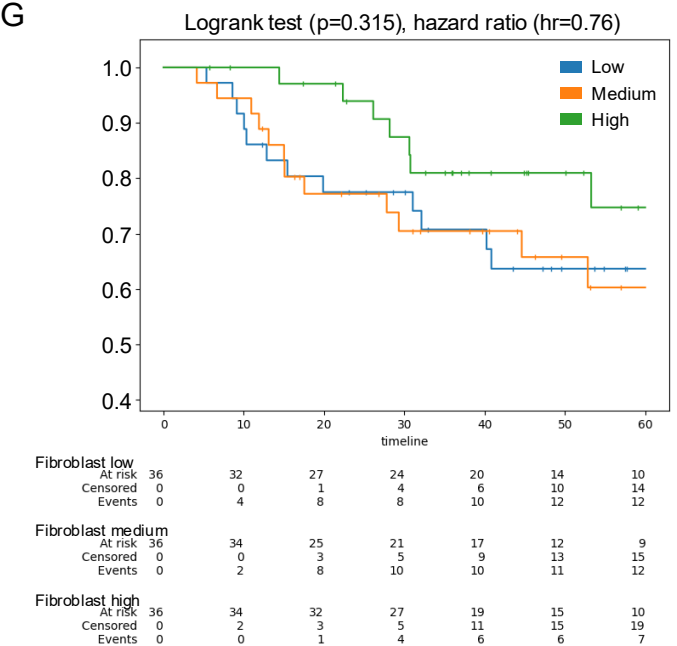 G
Logrank test (p=0.315), hazard ratio (hr=0.76)
1.0
0.9
0.8
0.7
0.6
0.5
0.4
Low
Medium
High
0 10 20 30 40 50 60
timeline
Fibroblast low
At risk 36 32 27 24 20 14 10
Censored 0 0 1 4 6 10 14
Events 0 4 8 8 10 12 12
Fibroblast medium
At risk 36 34 25 21 17 12 9
Censored 0 0 3 5 9 13 15
Events 0 2 8 10 10 11 12
Fibroblast high
At risk 36 34 32 27 19 15 10
Censored 0 2 3 5 11 15 19
Events 0 0 1 4 6 6 7